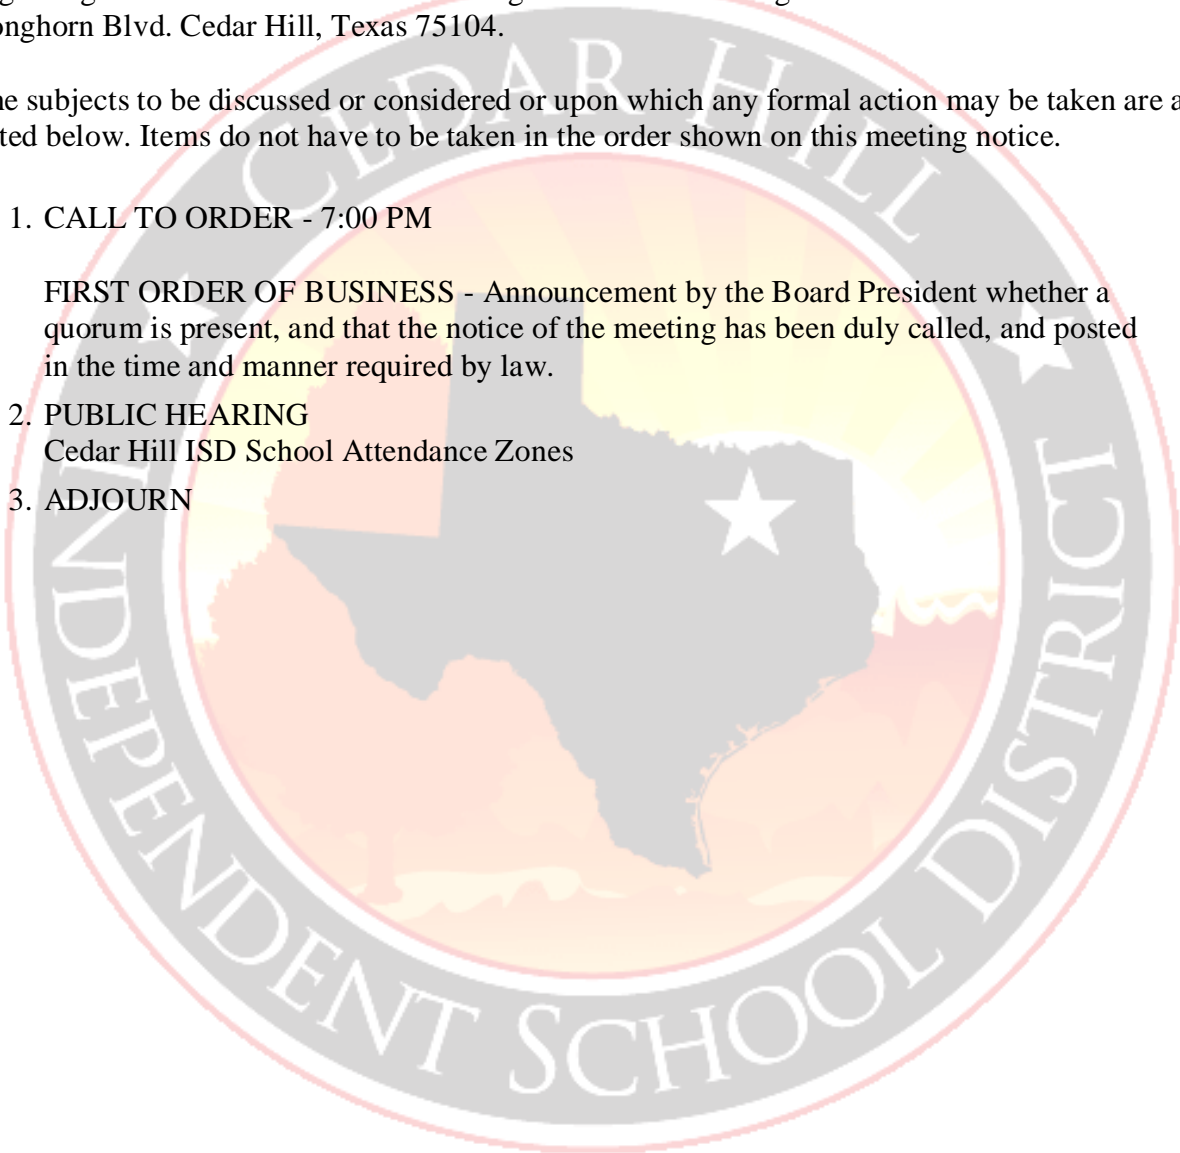 onghorn Blvd. Cedar Hill, Texas 75104.
ne subjects to be discussed or considered or upon which any formal action may be taken are a
ted below. Items do not have to be taken in the order shown on this meeting notice.
1. CALL TO ORDER - 7:00 PM
FIRST ORDER OF BUSINESS - Announcement by the Board President whether a
quorum is present, and that the notice of the meeting has been duly called, and posted
in the time and manner required by law.
2. PUBLIC HEARING
Cedar Hill ISD School Attendance Zones
3. ADJOURN
CEDAR HILL
INDEPENDENT SCHOOL DISTRICT